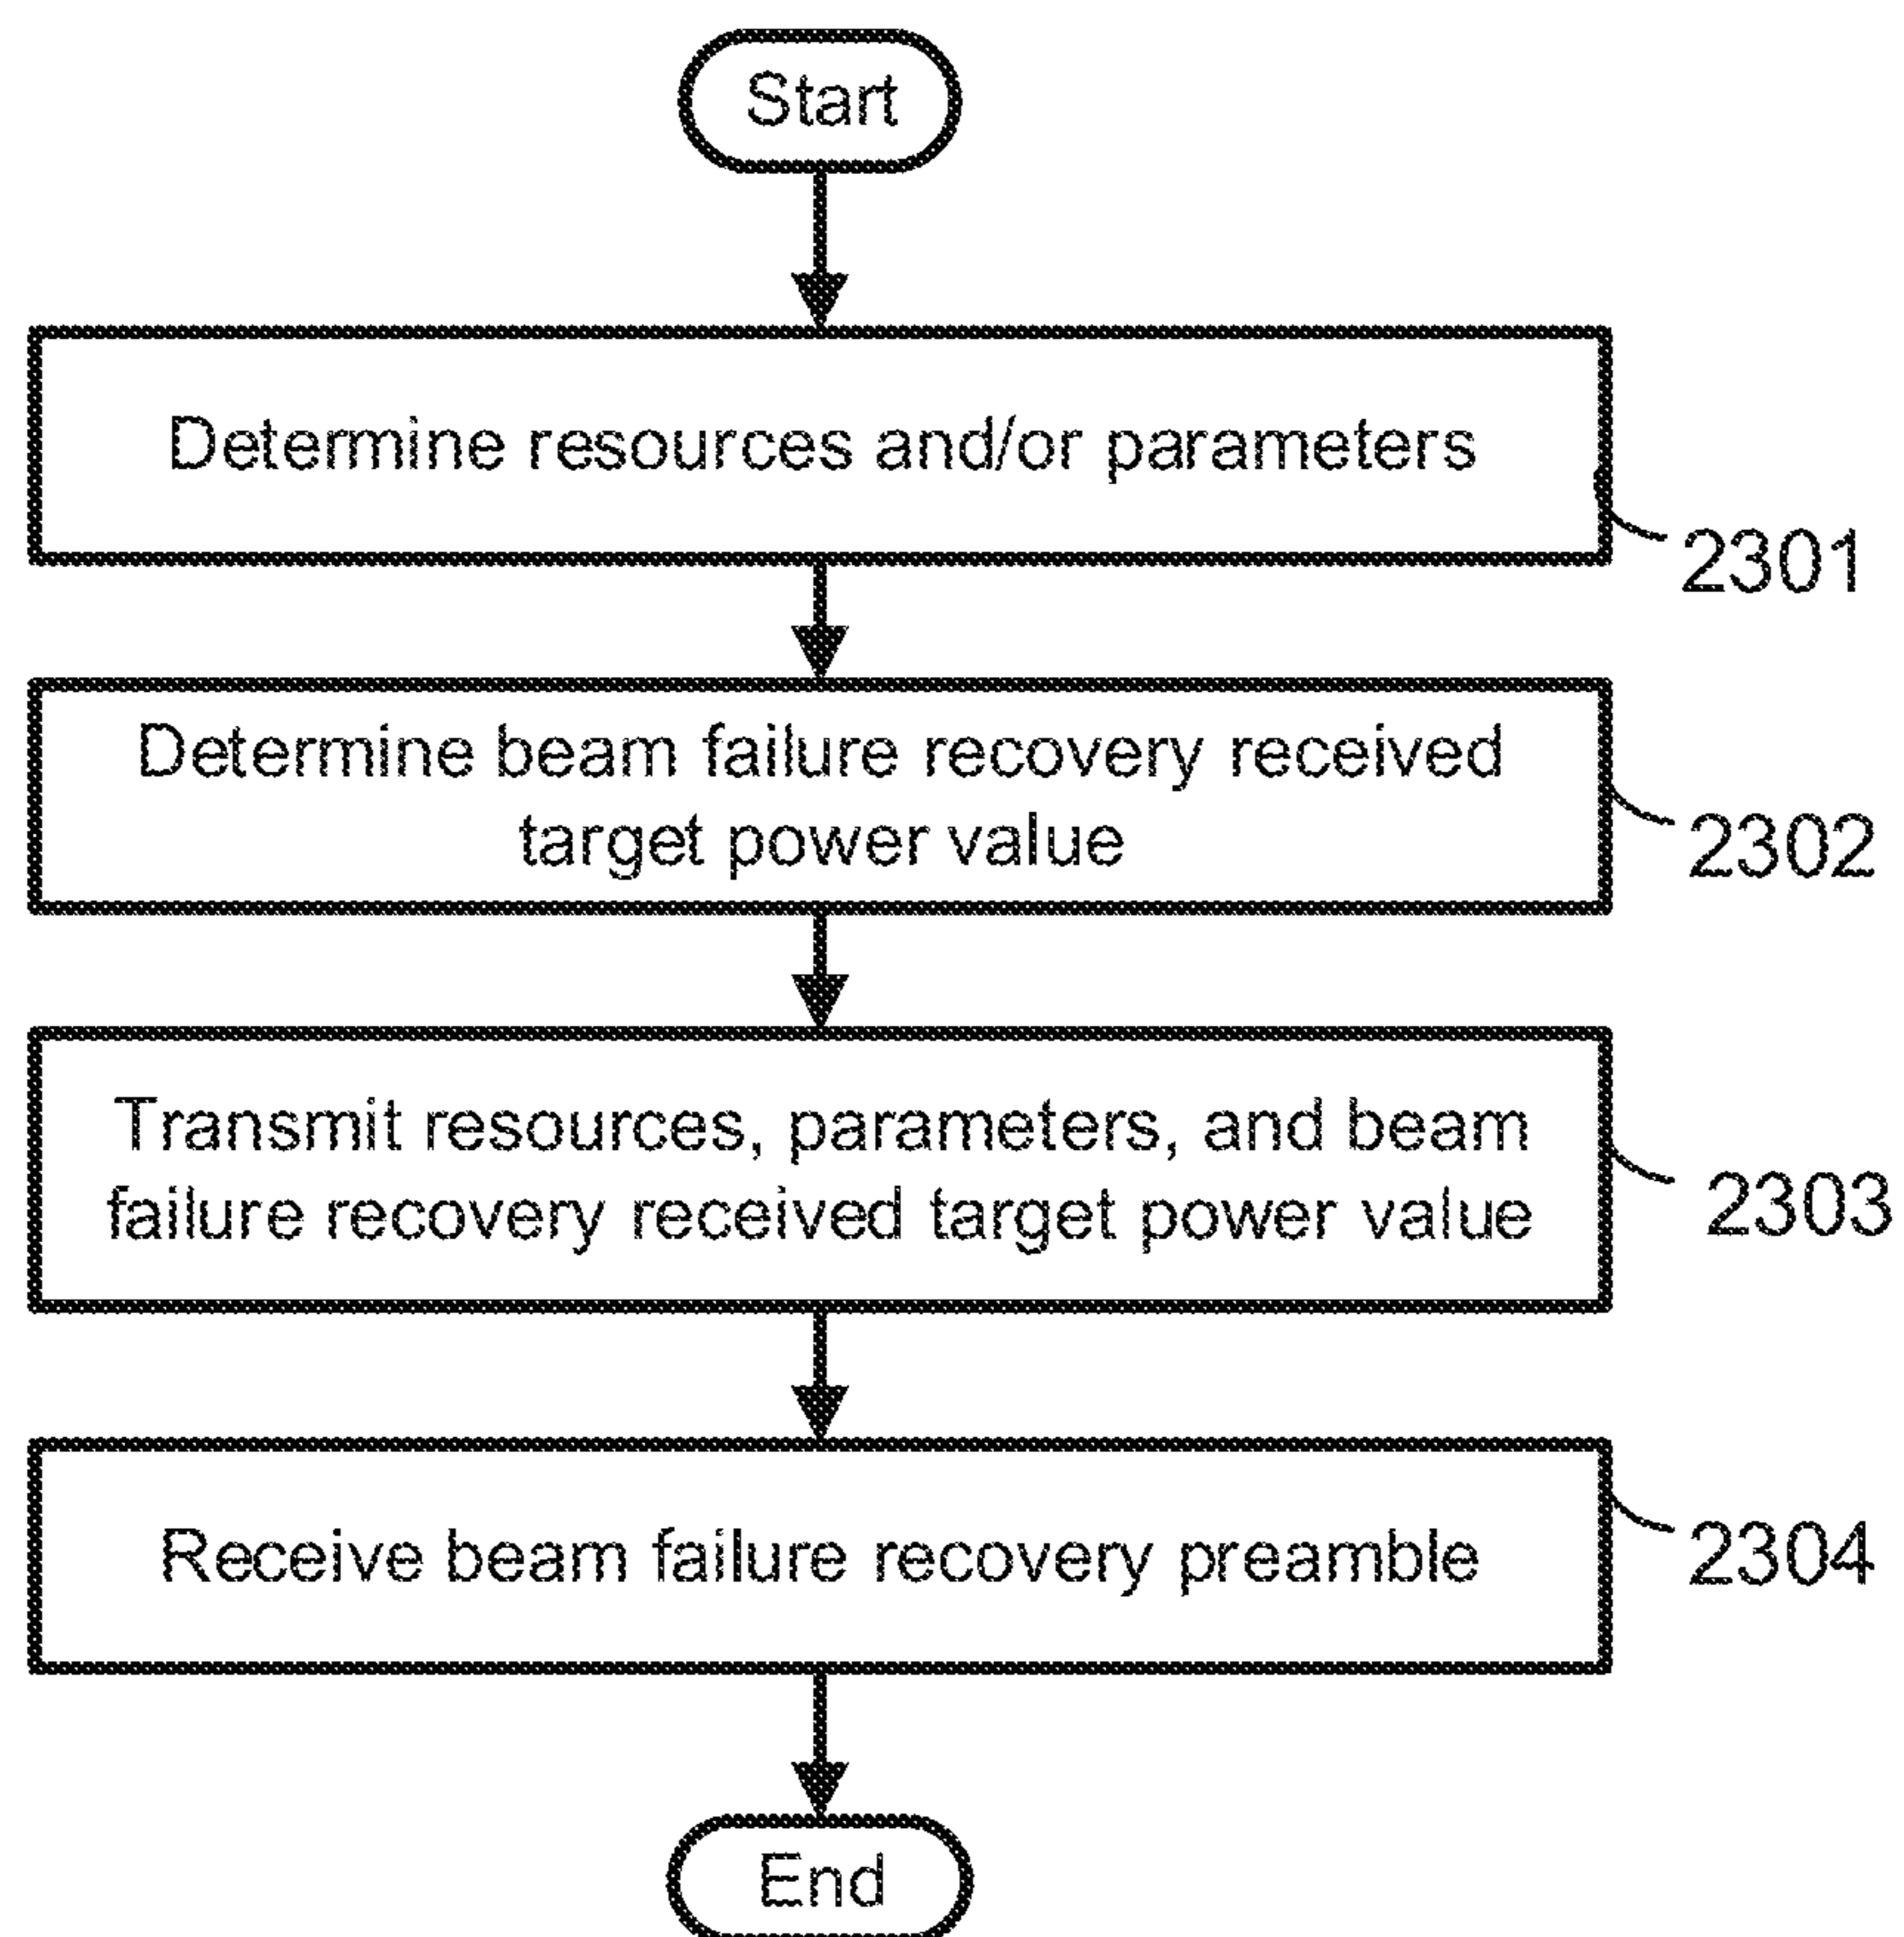 Start
Determine resources and/or parameters
2301
Determine beam failure recovery received
target power value
2302
Transmit resources, parameters, and beam
failure recovery received target power value
2303
Receive beam failure recovery preamble
2304
End